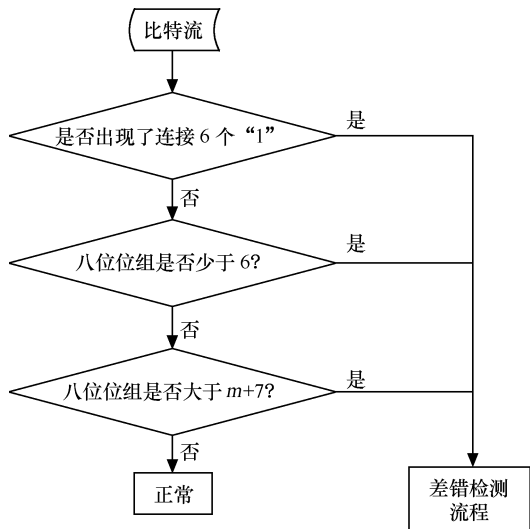 比特流
是否出现了连接 6 个“1”
是
否
八位位组是否少于 6?
是
否
八位位组是否大于 m+7?
是
否
正常
差错检测
流程